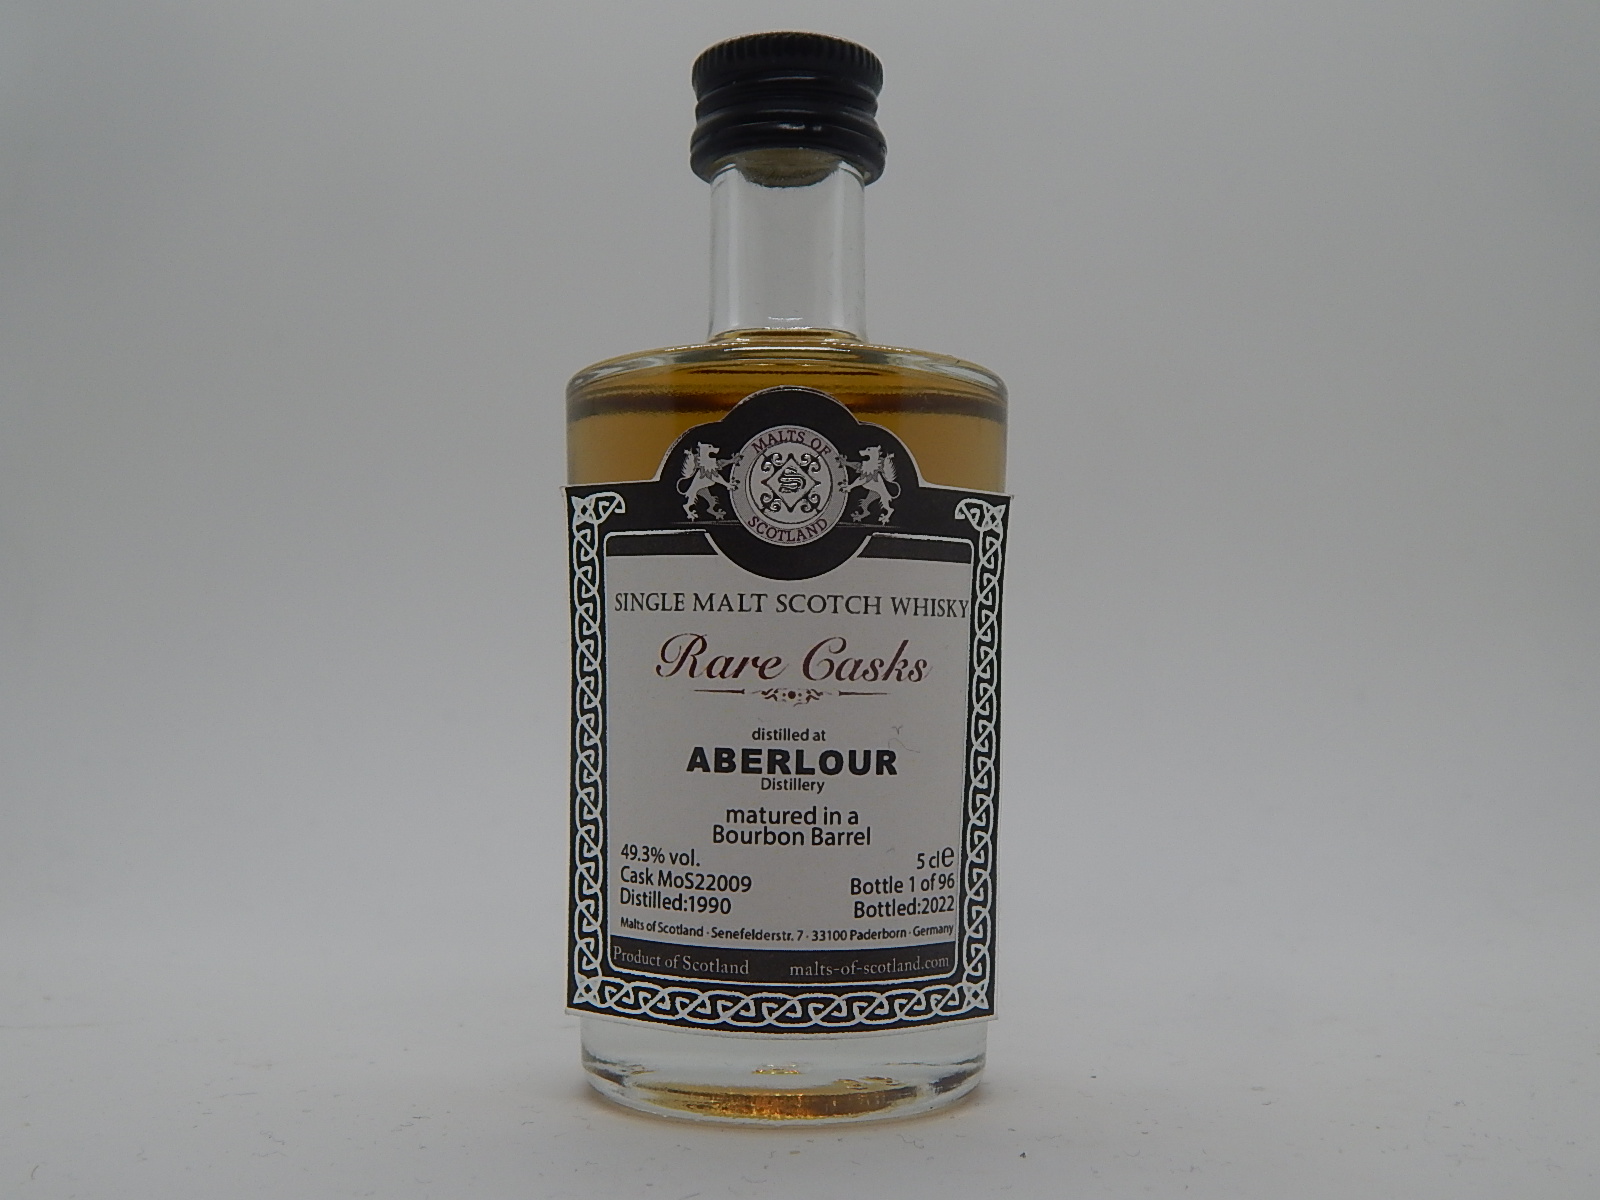 MALTS OF
SCOTLAND
SINGLE MALT SCOTCH WHISKY
Rare Casks
distilled at
ABERLOUR
Distillery
matured in a
Bourbon Barrel
49.3% vol. 5 cl e
Cask MoS22009 Bottle 1 of 96
Distilled:1990 Bottled:2022
Malts of Scotland · Senefelderstr. 7 · 33100 Paderborn · Germany
Product of Scotland malts-of-scotland.com